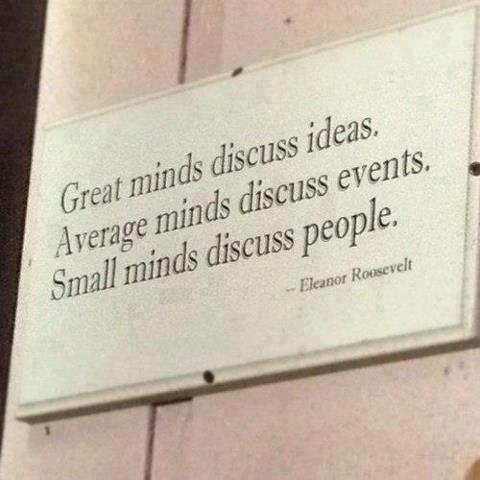 Great minds discuss ideas.
Average minds discuss events.
Small minds discuss people.
-- Eleanor Roosevelt